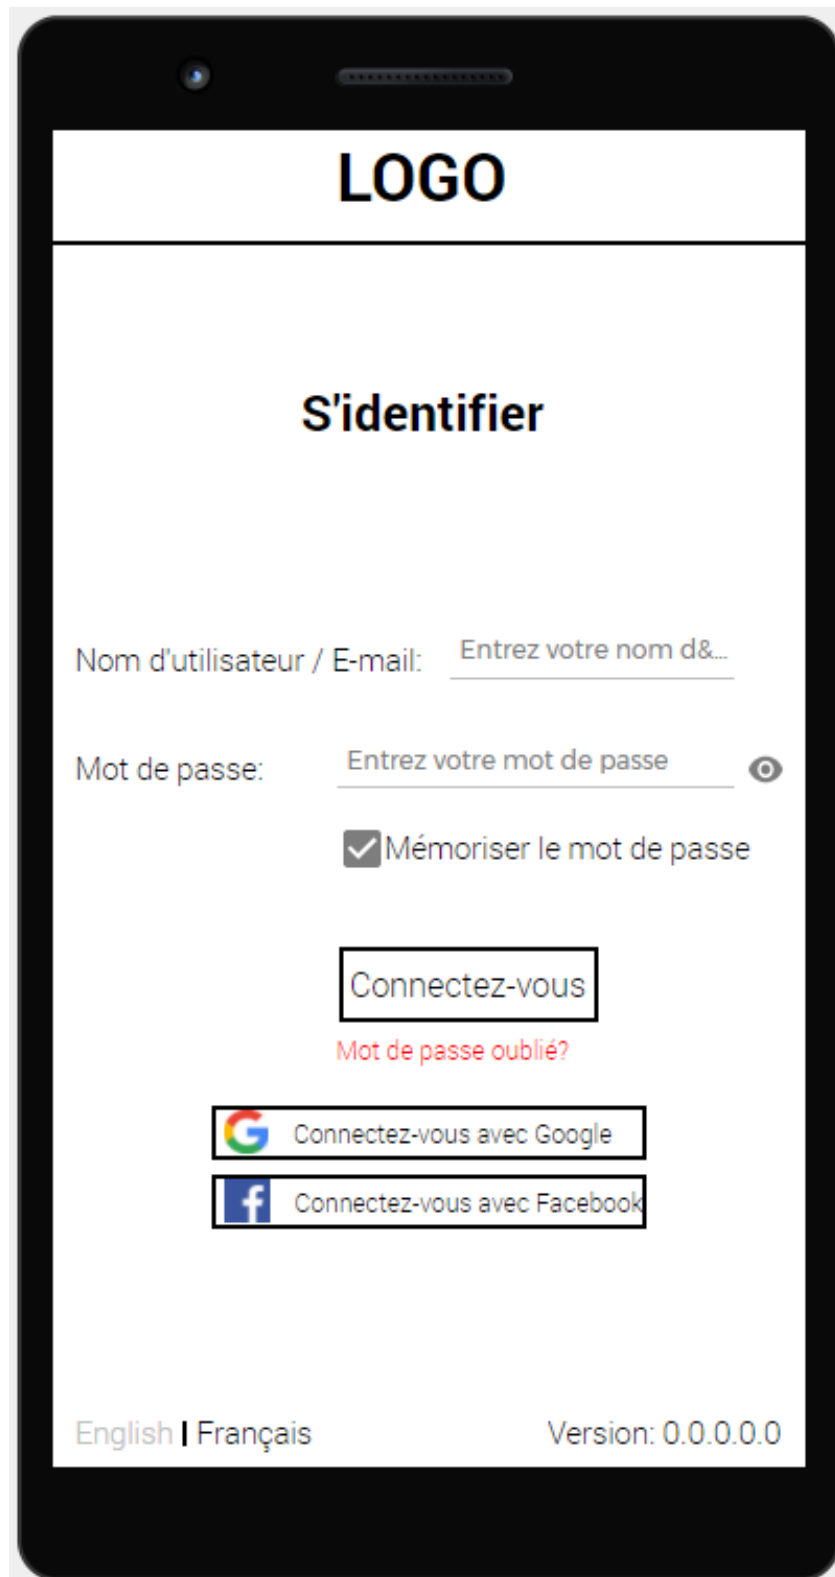 LOGO
S'identifier
Nom d'utilisateur / E-mail: Entrez votre nom d&...
Mot de passe: Entrez votre mot de passe
Mémoriser le mot de passe
Connectez-vous
Mot de passe oublié?
Connectez-vous avec Google
Connectez-vous avec Facebook
English | Français Version: 0.0.0.0.0